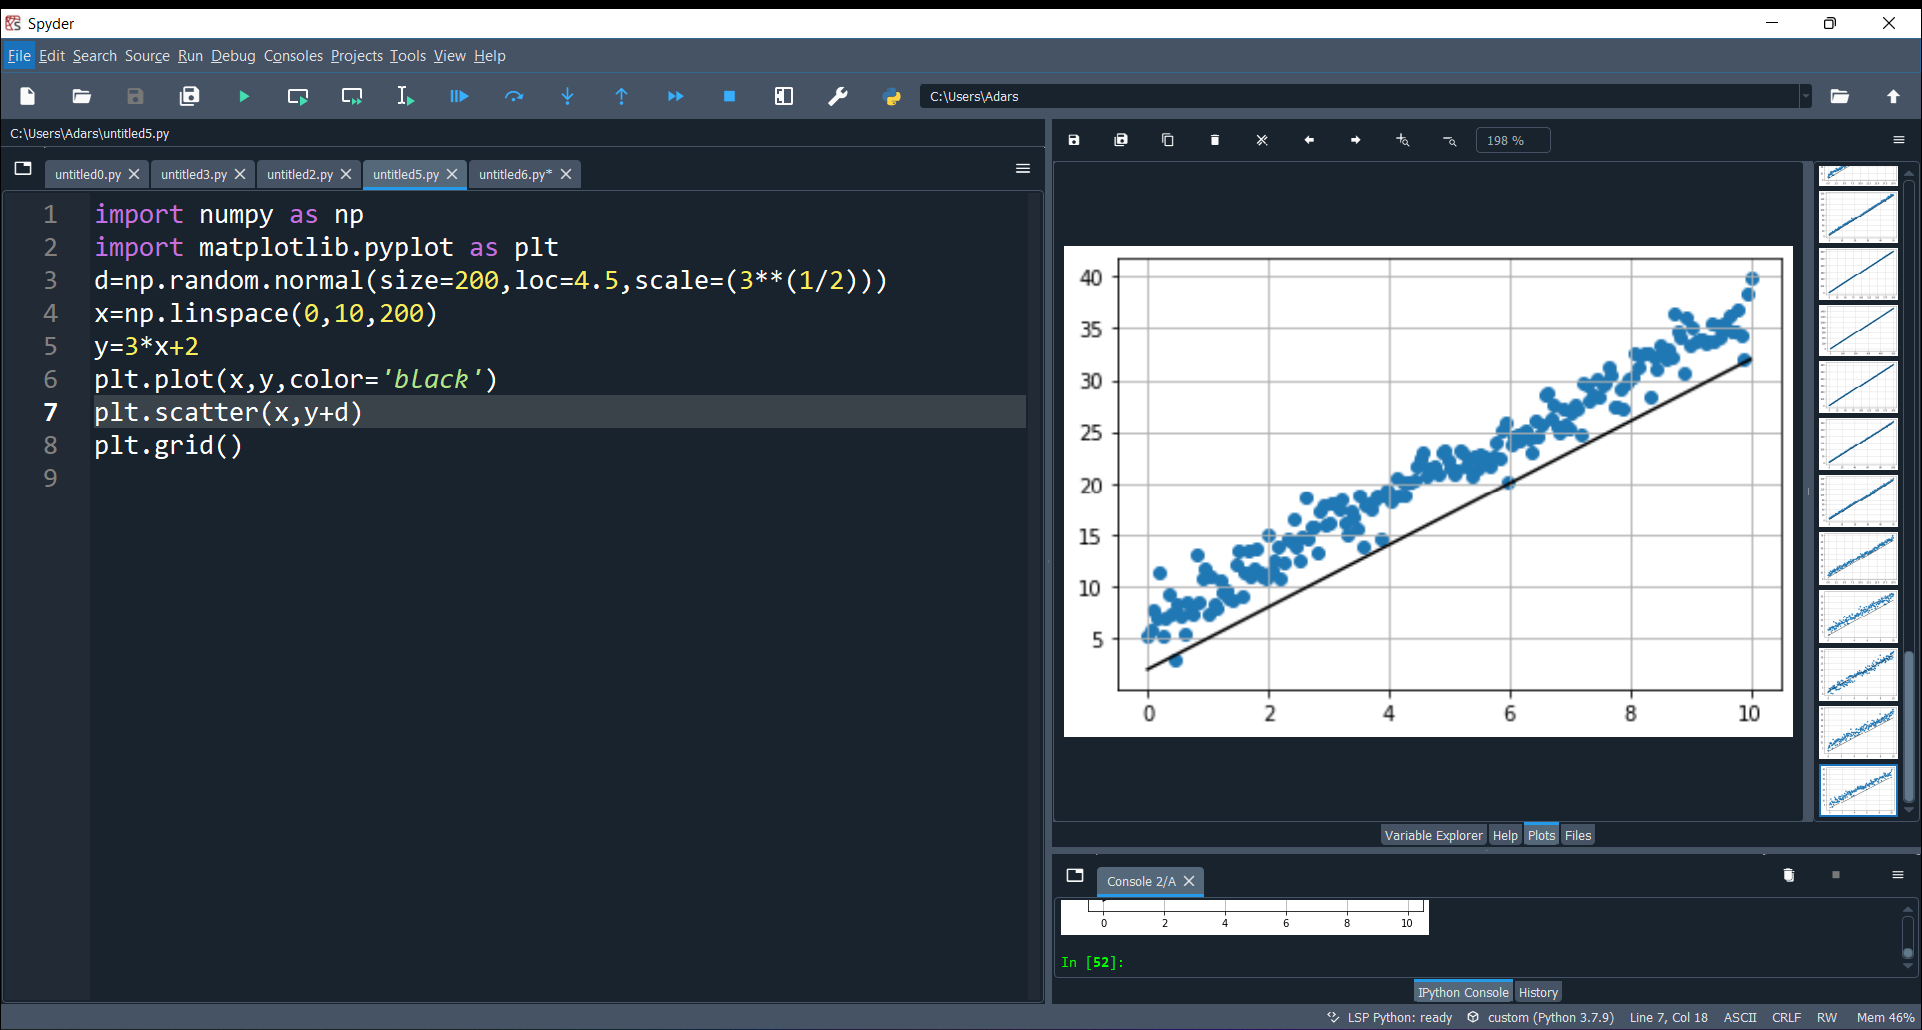 Spyder
File Edit Search Source Run Debug Consoles Projects Tools View Help
C:\Users\Adars
C:\Users\Adars\untitled5.py
198 %
untitled0.py untitled3.py untitled2.py untitled5.py untitled6.py*
1 import numpy as np
2 import matplotlib.pyplot as plt
3 d=np.random.normal(size=200,loc=4.5,scale=(3**(1/2)))
4 x=np.linspace(0,10,200)
5 y=3*x+2
6 plt.plot(x,y,color='black')
7 plt.scatter(x,y+d)
8 plt.grid()
9
40
35
30
25
20
15
10
5
0 2 4 6 8 10
Variable Explorer Help Plots Files
Console 2/A
0 2 4 6 8 10
In [52]:
IPython Console History
LSP Python: ready custom (Python 3.7.9) Line 7, Col 18 ASCII CRLF RW Mem 46%